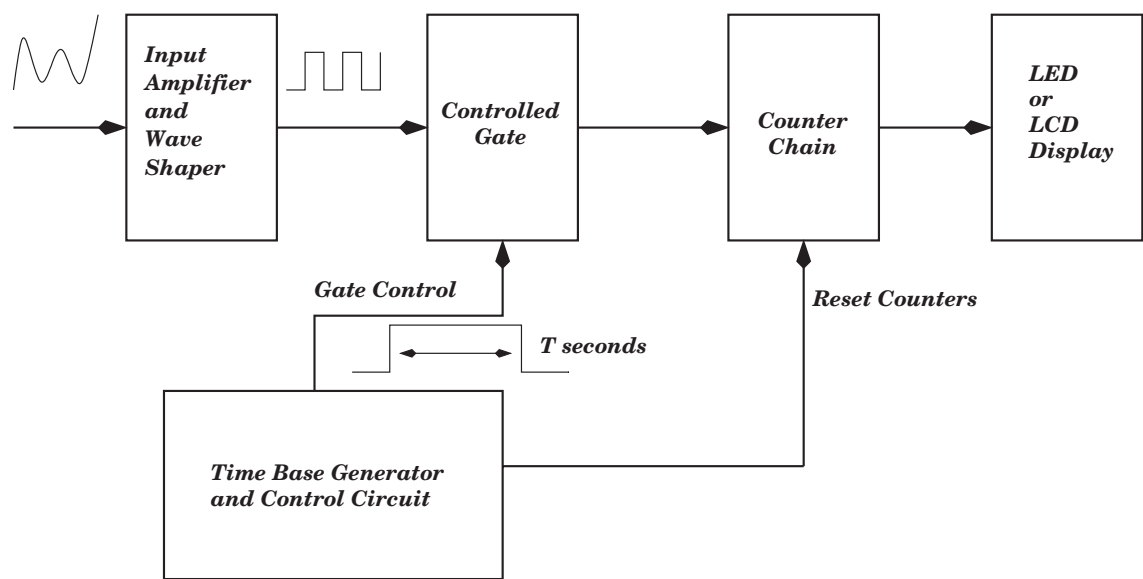 Input
Amplifier
and
Wave
Shaper
Controlled
Gate
Counter
Chain
LED
or
LCD
Display
Gate Control
Reset Counters
T seconds
Time Base Generator
and Control Circuit